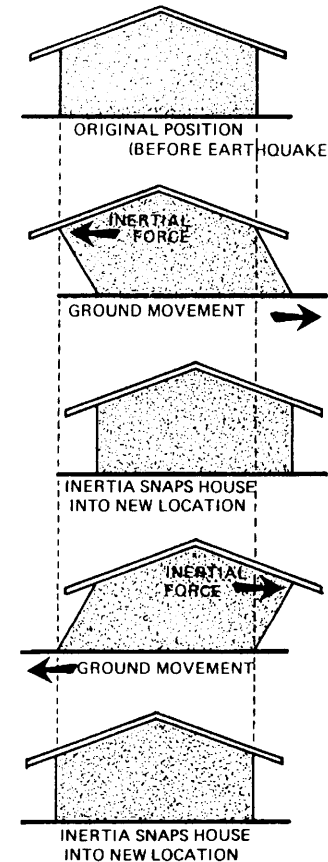 ORIGINAL POSITION
(BEFORE EARTHQUAKE
INERTIAL
FORCE
GROUND MOVEMENT
INERTIA SNAPS HOUSE
INTO NEW LOCATION
INERTIAL
FORCE
GROUND MOVEMENT
INERTIA SNAPS HOUSE
INTO NEW LOCATION